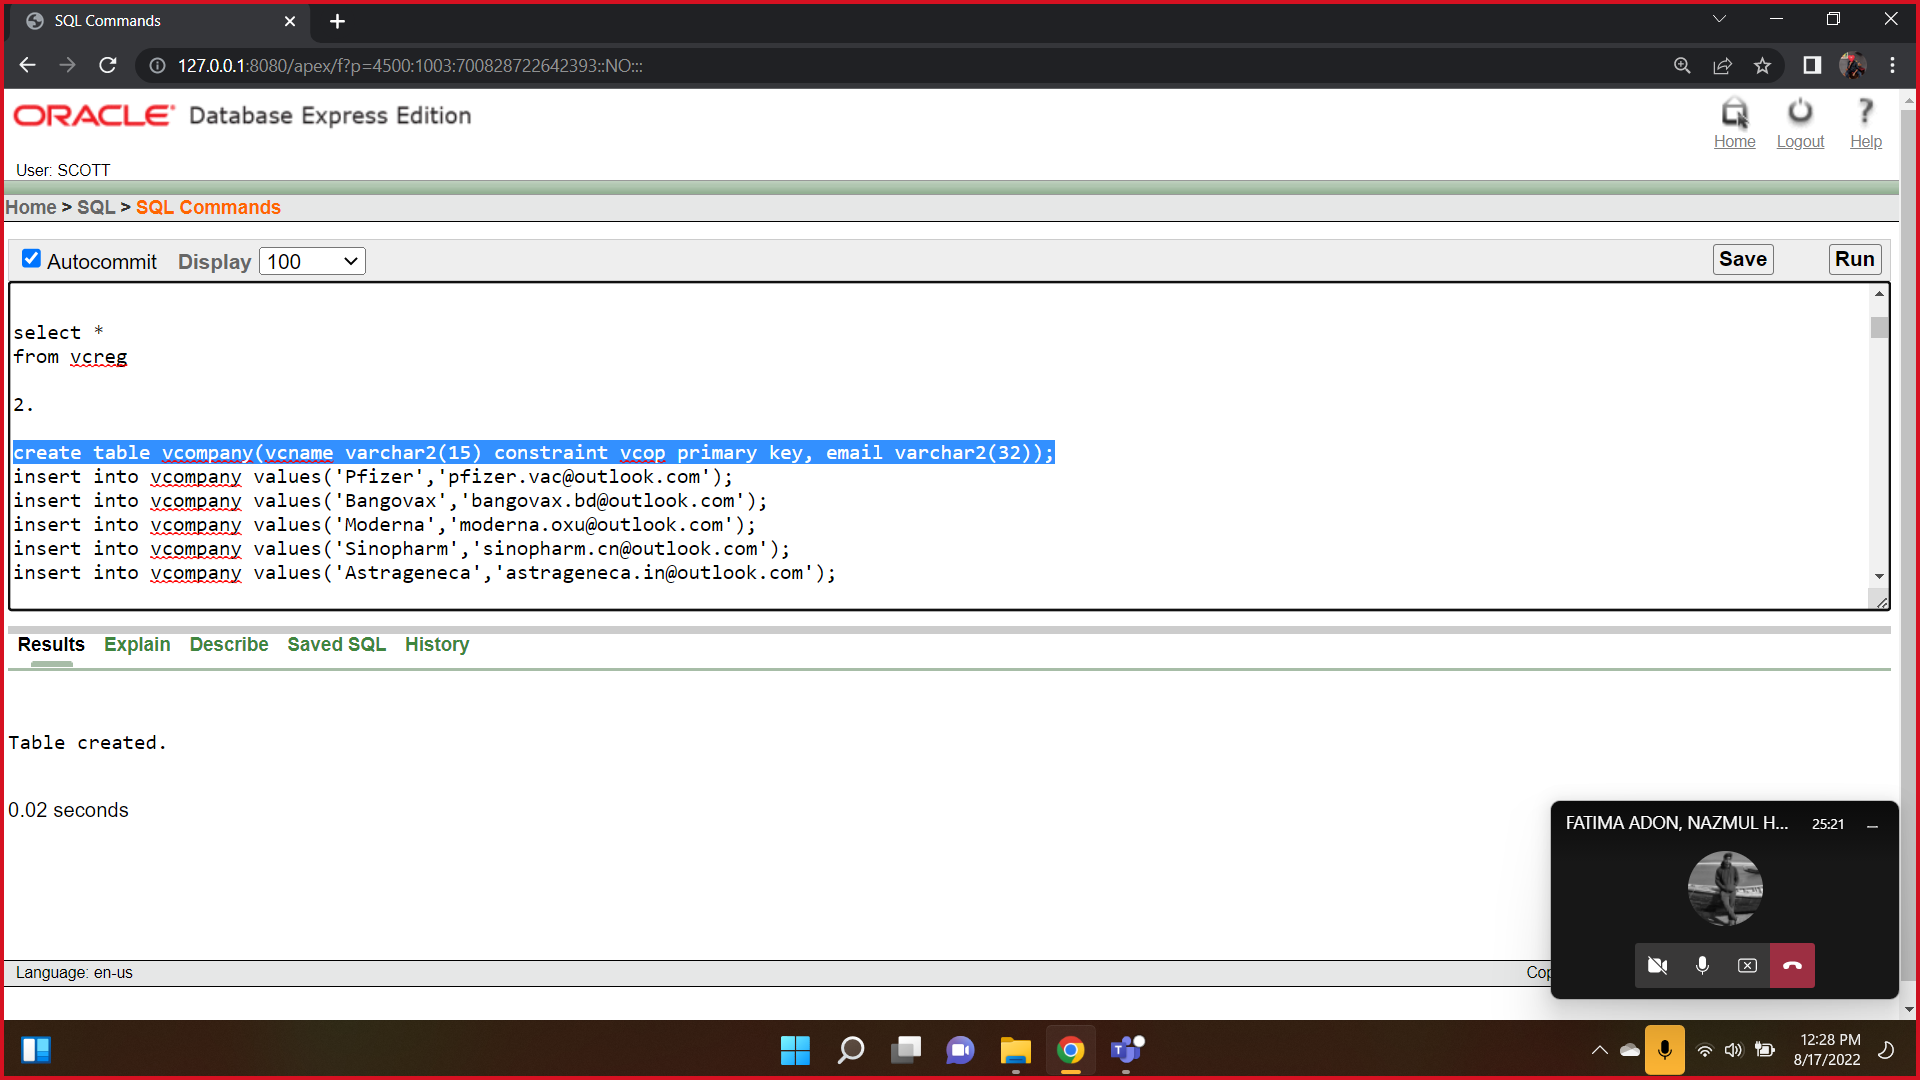 SQL Commands
127.0.0.1:8080/apex/f?p=4500:1003:700828722642393::NO:::
ORACLE Database Express Edition
Home Logout Help
User: SCOTT
Home > SQL > SQL Commands
Autocommit Display 100 Save Run
select *
from vcreg
2.
create table vcompany(vcname varchar2(15) constraint vcop primary key, email varchar2(32));
insert into vcompany values('Pfizer','pfizer.vac@outlook.com');
insert into vcompany values('Bangovax','bangovax.bd@outlook.com');
insert into vcompany values('Moderna','moderna.oxu@outlook.com');
insert into vcompany values('Sinopharm','sinopharm.cn@outlook.com');
insert into vcompany values('Astrageneca','astrageneca.in@outlook.com');
Results Explain Describe Saved SQL History
Table created.
0.02 seconds
FATIMA ADON, NAZMUL H... 25:21
Language: en-us
Cop
12:28 PM
8/17/2022